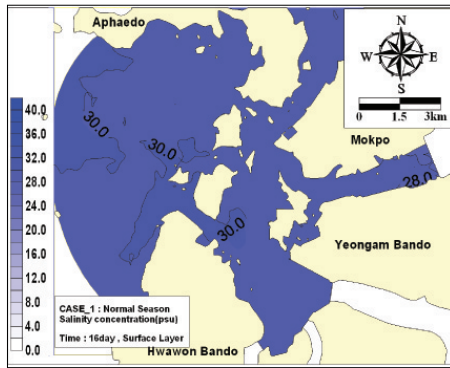 Aphaedo
N
W E
S
0 1.5 3km
Mokpo
40.0
36.0
32.0
28.0
24.0
20.0
16.0
12.0
8.0
4.0
0.0
30.0
30.0
30.0
28.0
Yeongam Bando
CASE_1 : Normal Season
Salinity concentration(psu)
Time : 16day , Surface Layer
Hwawon Bando